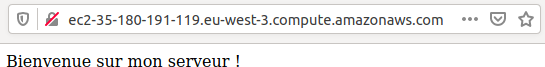 ec2-35-180-191-119.eu-west-3.compute.amazonaws.com
Bienvenue sur mon serveur !